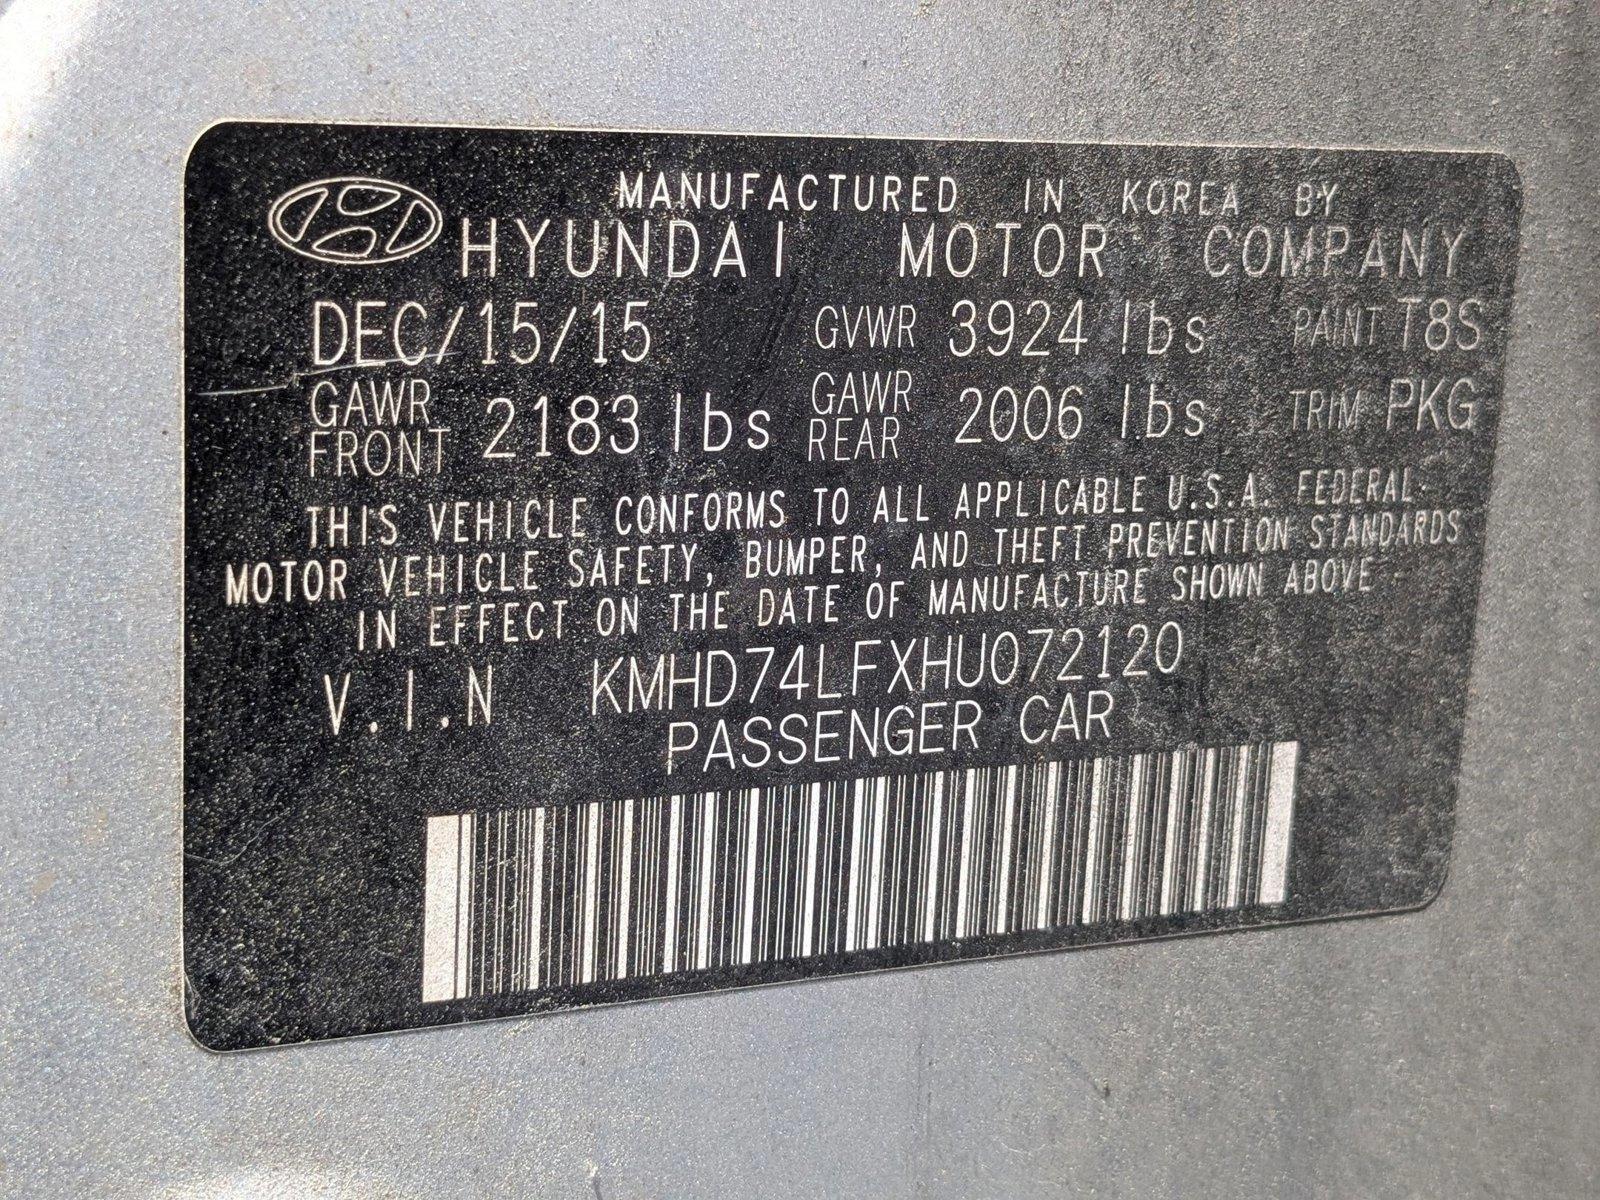 MANUFACTURED IN KOREA BY
HYUNDAI MOTOR COMPANY
DEC/15/15 GVWR 3924 lbs PAINT T8S
GAWR FRONT 2183 lbs GAWR REAR 2006 lbs TRIM PKG
THIS VEHICLE CONFORMS TO ALL APPLICABLE U.S.A. FEDERAL
MOTOR VEHICLE SAFETY, BUMPER, AND THEFT PREVENTION STANDARDS
IN EFFECT ON THE DATE OF MANUFACTURE SHOWN ABOVE
V.I.N KMHD74LFXHU072120
PASSENGER CAR